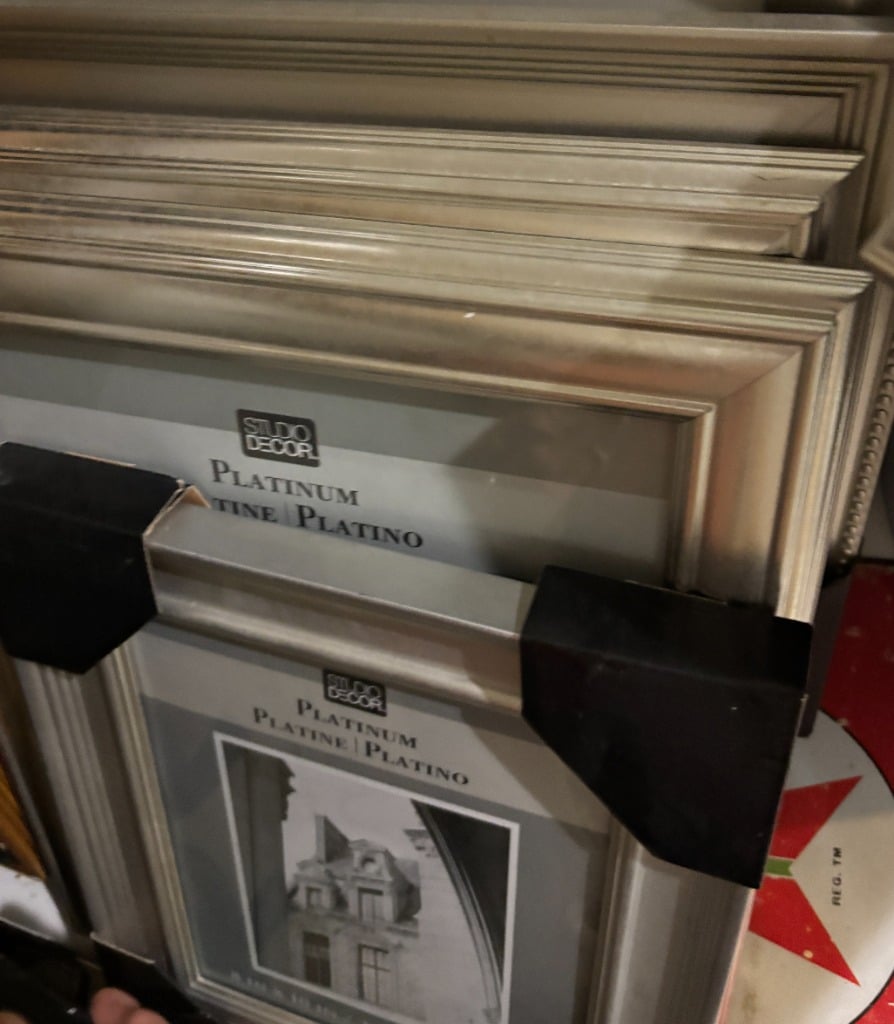 STUDIO
DECOR
PLATINUM
TINE | PLATINO
STUDIO
DECOR
PLATINUM
PLATINE | PLATINO
REG. TM